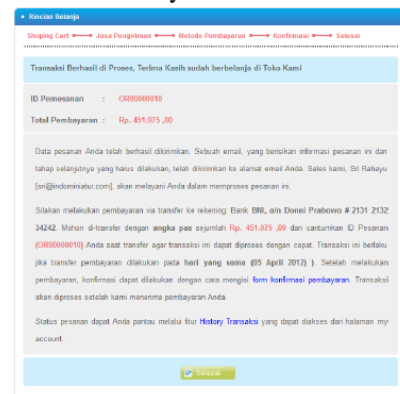 Rincian Belanja
Shoping Cart Jasa Pengiriman Metode Pembayaran Konfirmasi Selesai
Transaksi Berhasil di Proses, Terima Kasih sudah berbelanja di Toko Kami
ID Pemesanan : OR00000010
Total Pembayaran : Rp. 451.975 ,00
Data pesanan Anda telah berhasil dikirimkan. Sebuah email, yang berisikan informasi pesanan ini dan
tahap selanjutnya yang harus dilakukan, telah dikirimkan ke alamat email Anda. Sales kami, Sri Rahayu
[sri@indominiatur.com], akan melayani Anda dalam memproses pesanan ini.
Silakan melakukan pembayaran via transfer ke rekening: Bank BNI, a/n Donni Prabowo # 2131 2132
34242. Mohon di-transfer dengan angka pas sejumlah Rp. 451.975 ,00 dan cantumkan ID Pesanan
(OR00000010) Anda saat transfer agar transaksi ini dapat diproses dengan cepat. Transaksi ini berlaku
jika transfer pembayaran dilakukan pada hari yang sama (05 April 2012) ). Setelah melakukan
pembayaran, konfirmasi dapat dilakukan dengan cara mengisi form konfirmasi pembayaran. Transaksi
akan diproses setelah kami menerima pembayaran Anda.
Status pesanan dapat Anda pantau melalui fitur History Transaksi yang dapat diakses dari halaman my
account.
Selesai